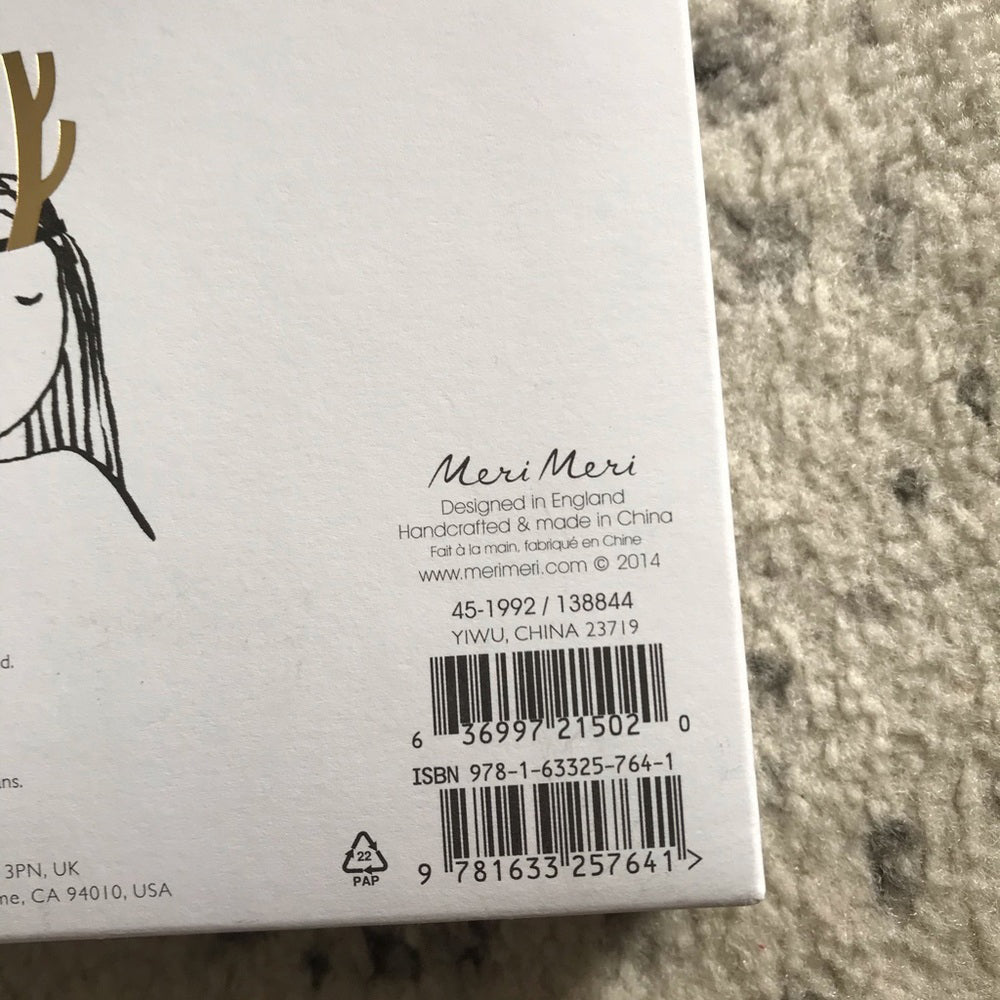 Meri Meri
Designed in England
Handcrafted & made in China
Fait à la main, fabriqué en Chine
www.merimeri.com © 2014
45-1992 / 138844
YIWU, CHINA 23719
6 36997 21502 0
ISBN 978-1-63325-764-1
9 781633 257641 >
22
PAP
d.
ns.
3PN, UK
me, CA 94010, USA